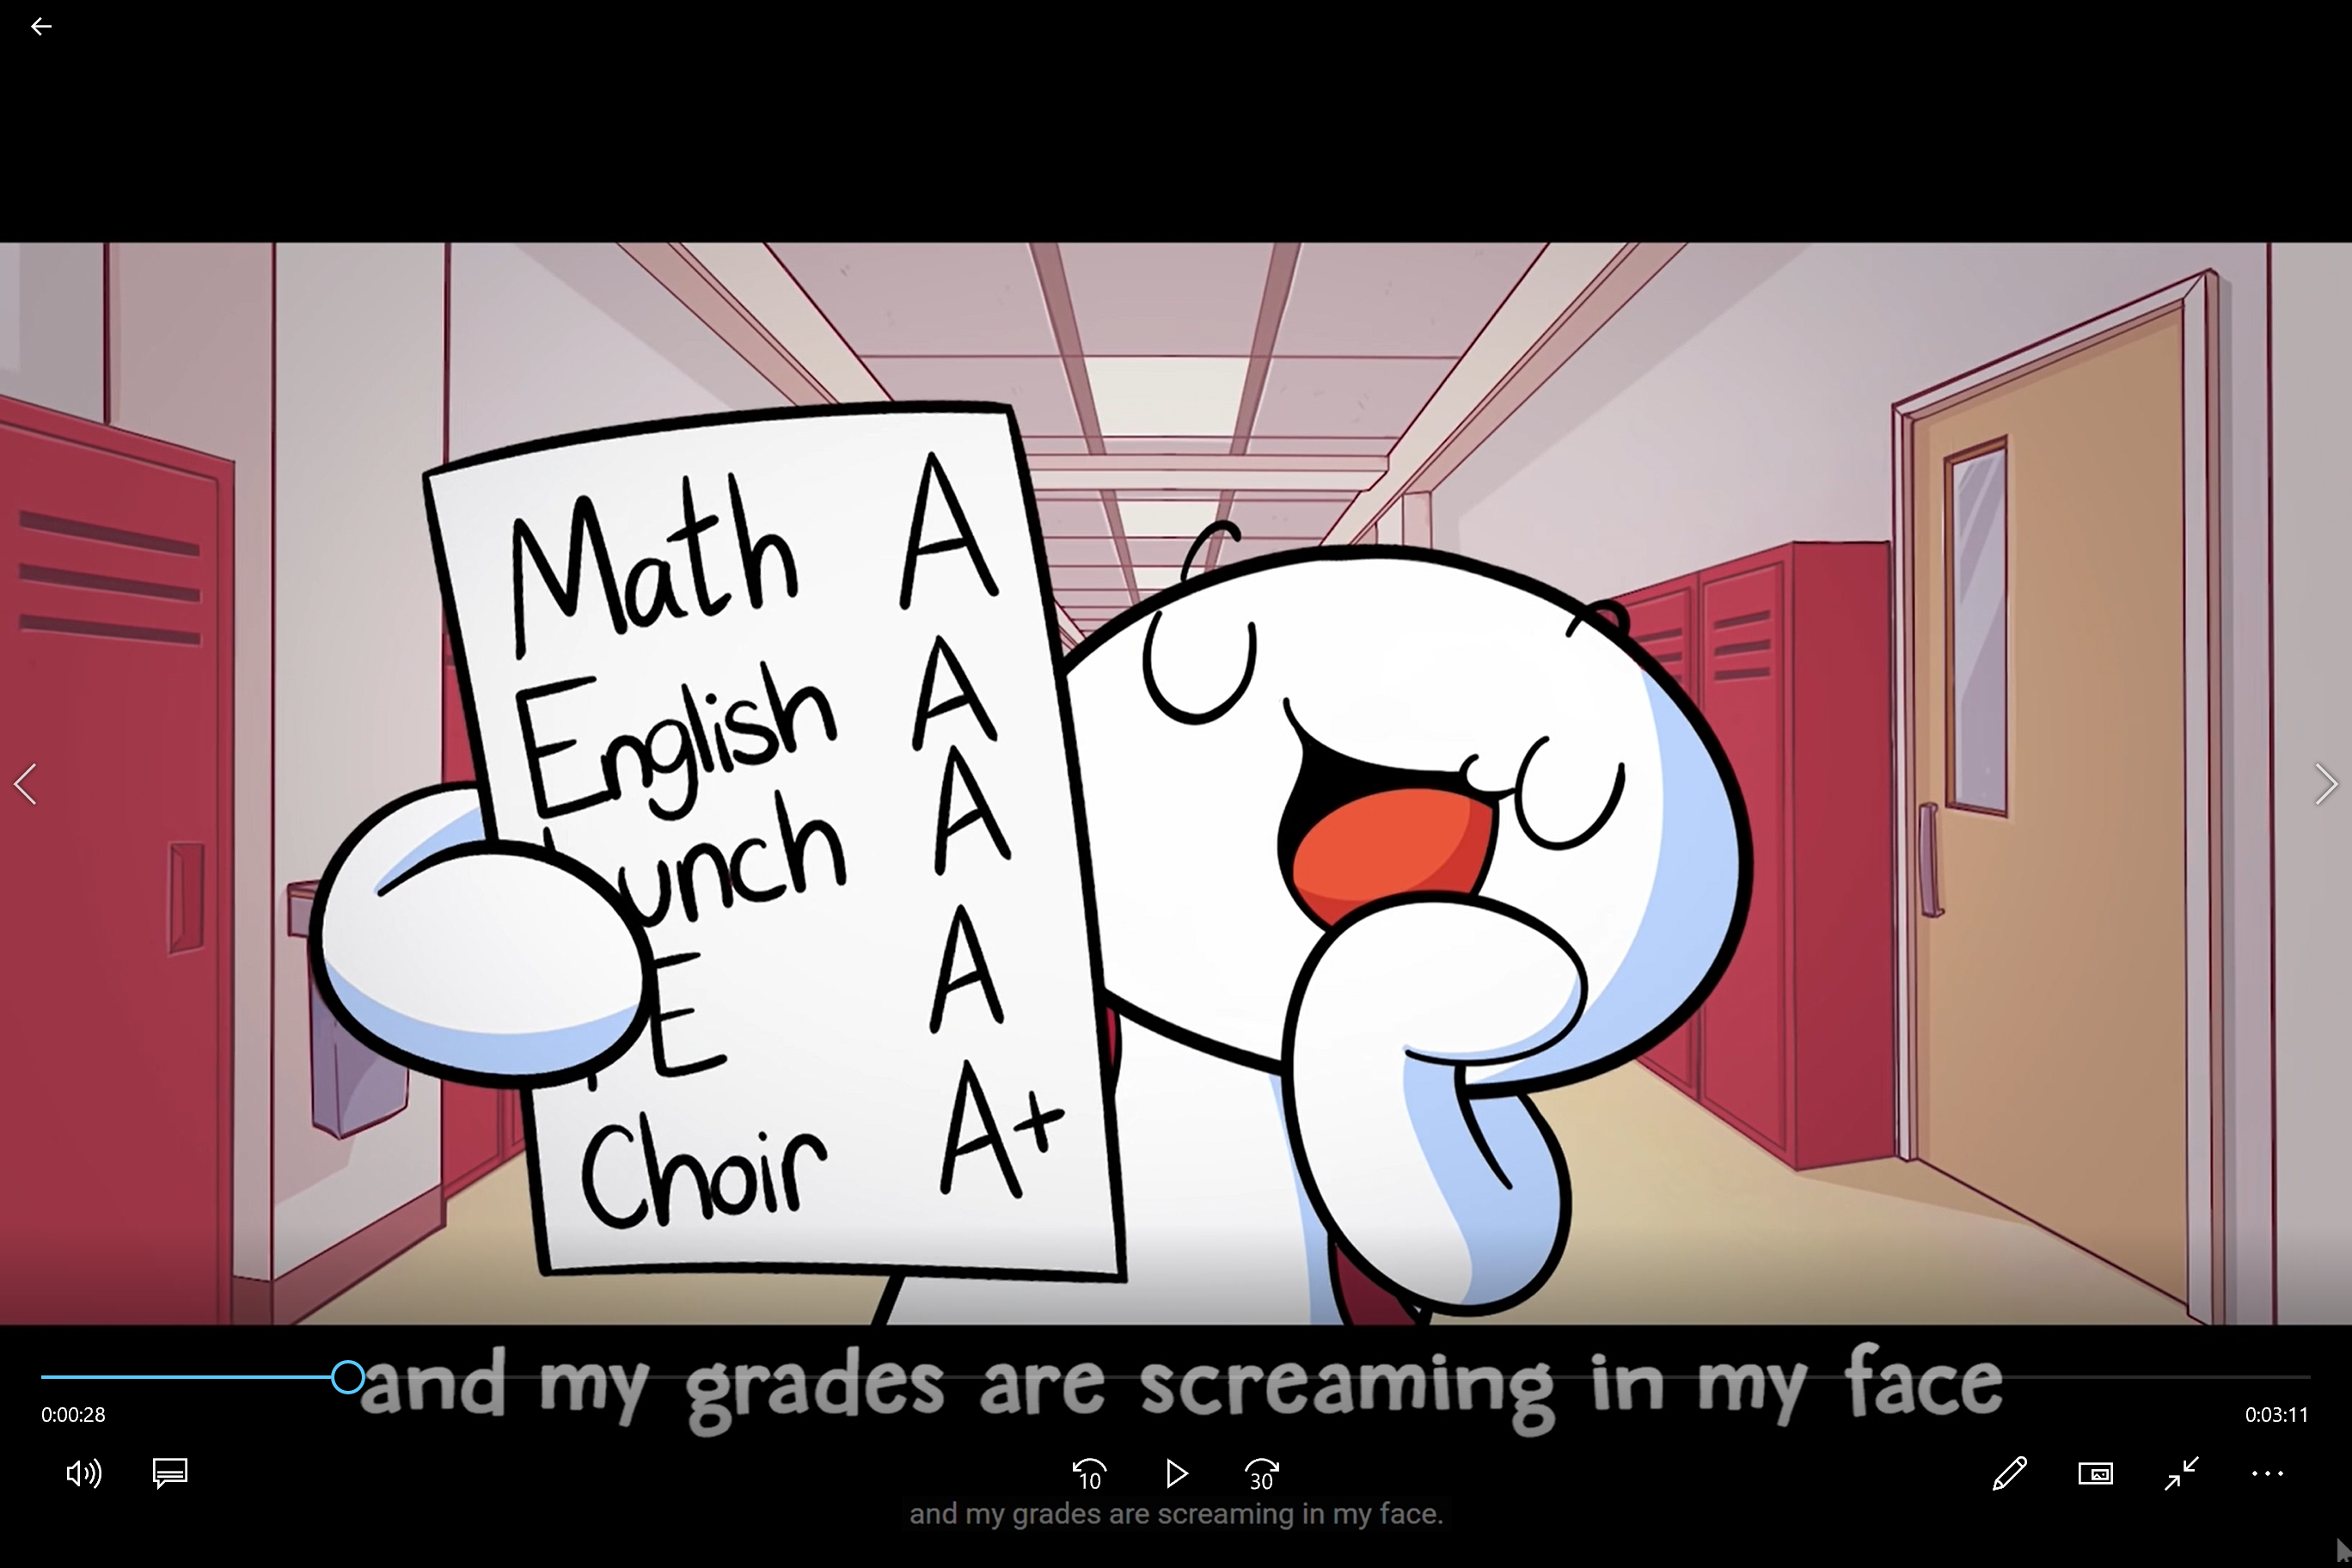 Math A
English A
unch A
E A
Choir A+
and my grades are screaming in my face
0:00:28
0:03:11
10
30
and my grades are screaming in my face.